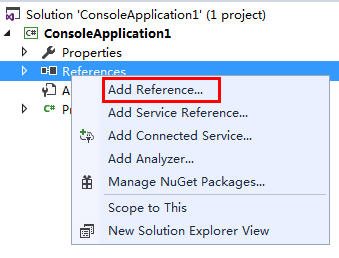 Solution 'ConsoleApplication1' (1 project)
C# ConsoleApplication1
Properties
References
Add Reference...
Add Service Reference...
Add Connected Service...
Add Analyzer...
Manage NuGet Packages...
Scope to This
New Solution Explorer View